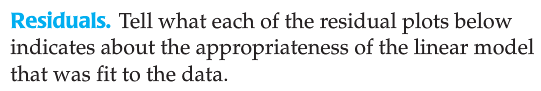 Residuals. Tell what each of the residual plots below
indicates about the appropriateness of the linear model
that was fit to the data.